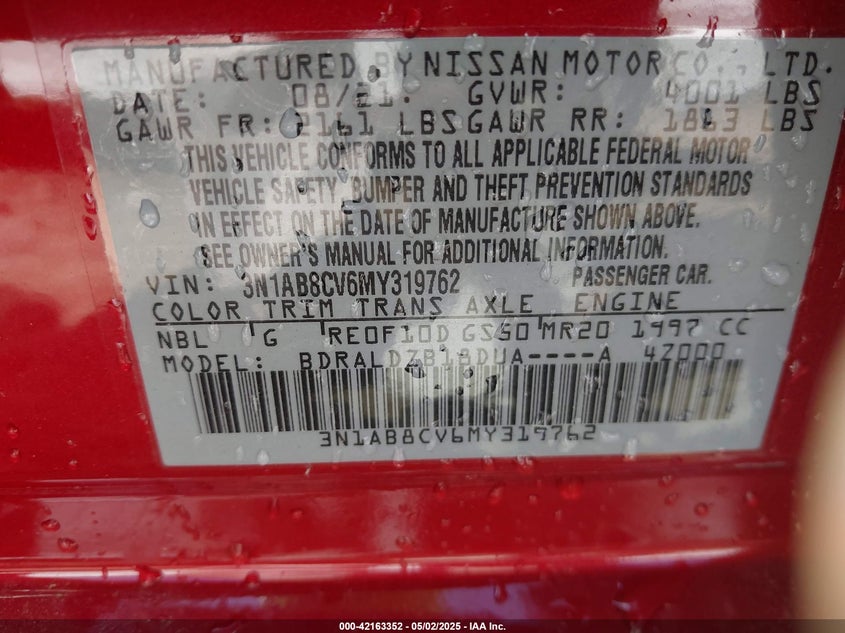 MANUFACTURED BY NISSAN MOTOR CO., LTD.
DATE: 08/21. GVWR: 4001 LBS
GAWR FR: 2161 LBS GAWR RR: 1863 LBS
THIS VEHICLE CONFORMS TO ALL APPLICABLE FEDERAL MOTOR
VEHICLE SAFETY, BUMPER AND THEFT PREVENTION STANDARDS
IN EFFECT ON THE DATE OF MANUFACTURE SHOWN ABOVE.
SEE OWNER'S MANUAL FOR ADDITIONAL INFORMATION.
VIN: 3N1AB8CV6MY319762 PASSENGER CAR.
COLOR TRIM TRANS AXLE ENGINE
NBL G RE0F10D GS50 MR20 1997 CC
MODEL: BDRALDZB18DUA----A 4Z000
3N1AB8CV6MY319762
000-42163352 - 05/02/2025 - IAA Inc.